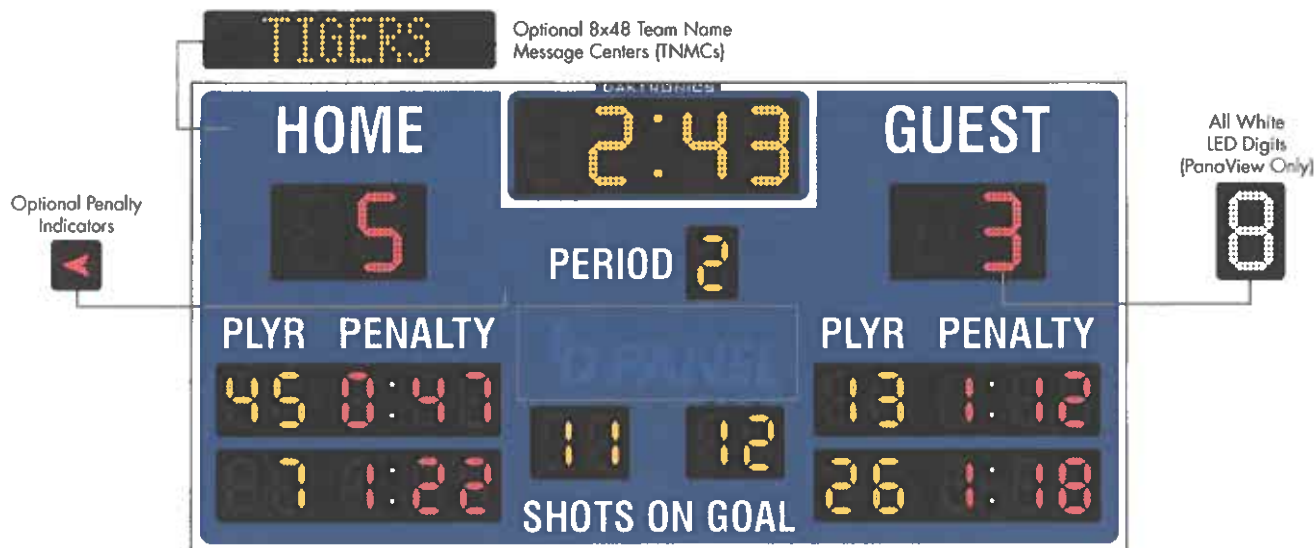 TIGERS
Optional 8x48 Team Name
Message Centers (TNMCs)
DAKTRONICS
HOME
2:43
GUEST
All White
LED Digits
(PanaView Only)
8
Optional Penalty
Indicators
5
PERIOD 2
3
PLYR PENALTY
PLYR PENALTY
45 0:47
13 1:12
11 12
7 1:22
26 1:18
SHOTS ON GOAL
PANEL